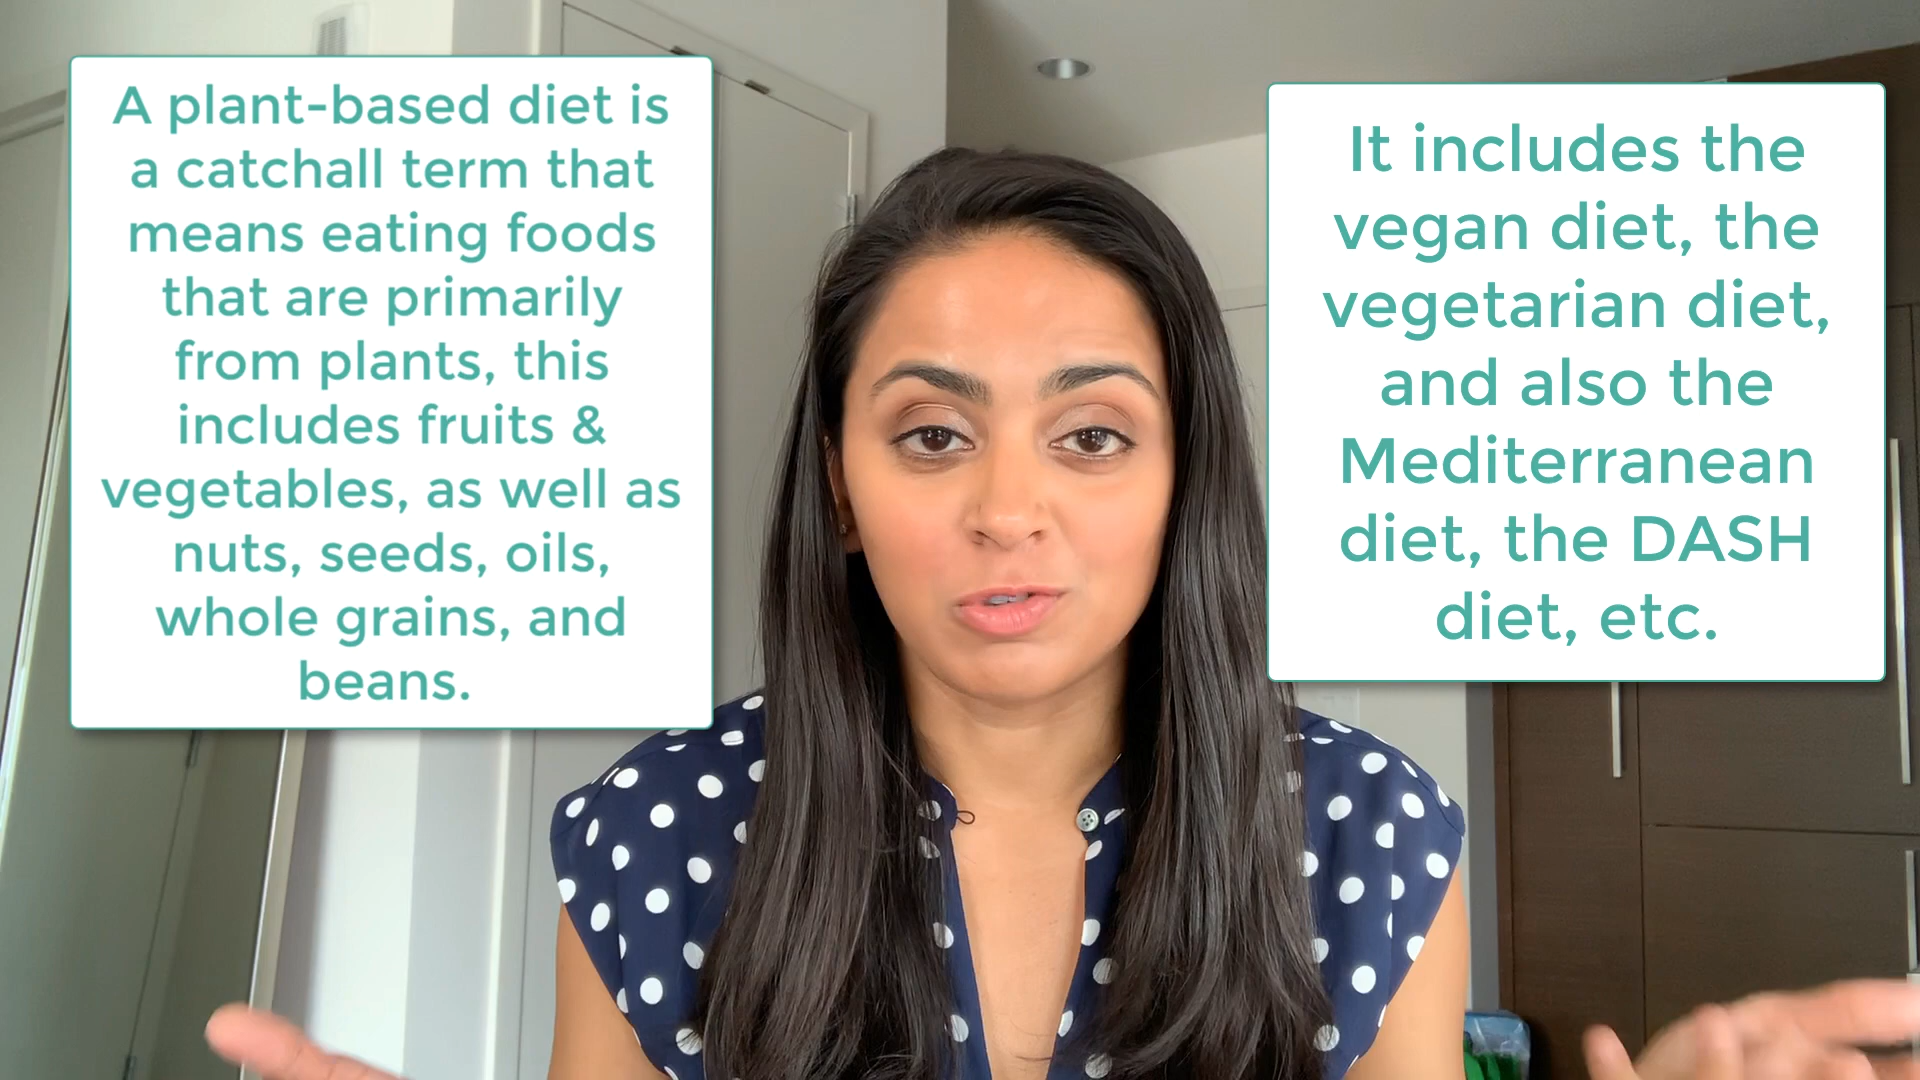 A plant-based diet is
a catchall term that
means eating foods
that are primarily
from plants, this
includes fruits &
vegetables, as well as
nuts, seeds, oils,
whole grains, and
beans.
It includes the
vegan diet, the
vegetarian diet,
and also the
Mediterranean
diet, the DASH
diet, etc.